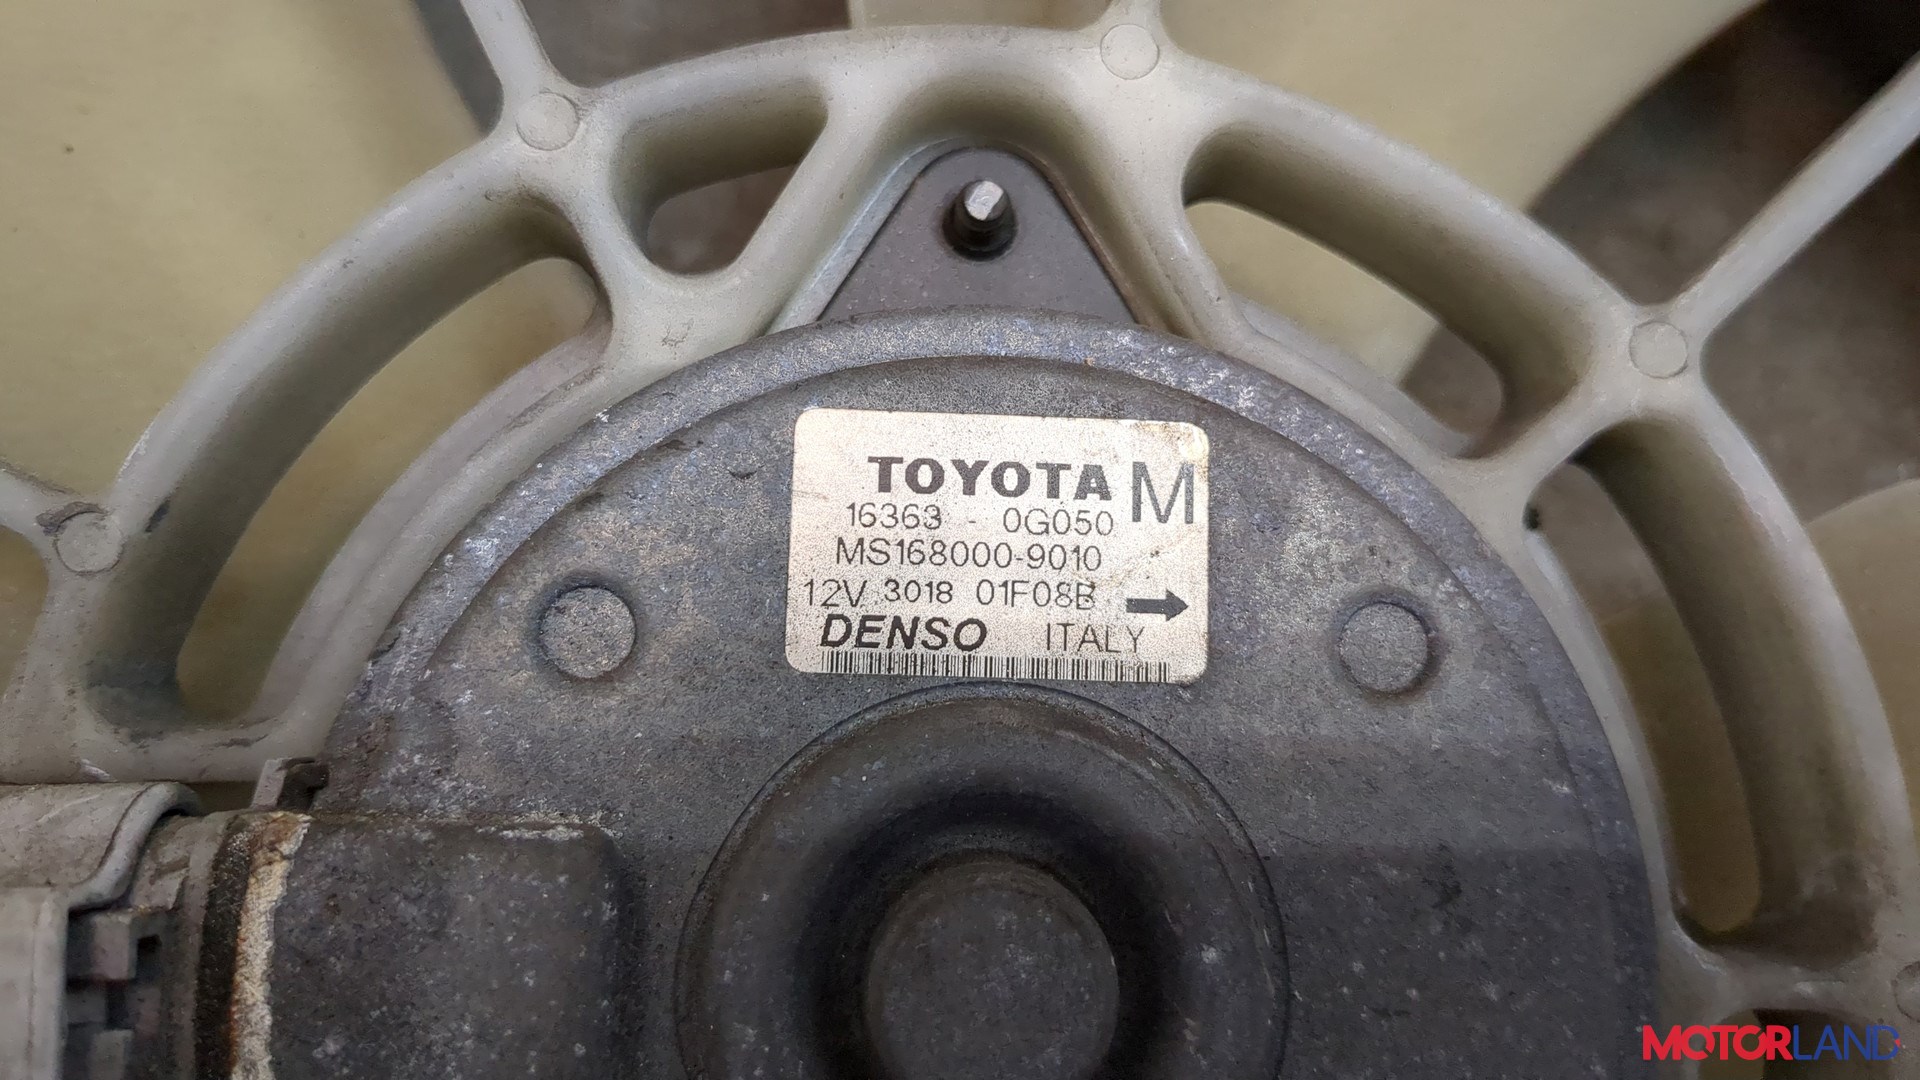 TOYOTA M
16363 - 0G050
MS168000-9010
12V 3018 01F08B
DENSO ITALY
MOTORLAND